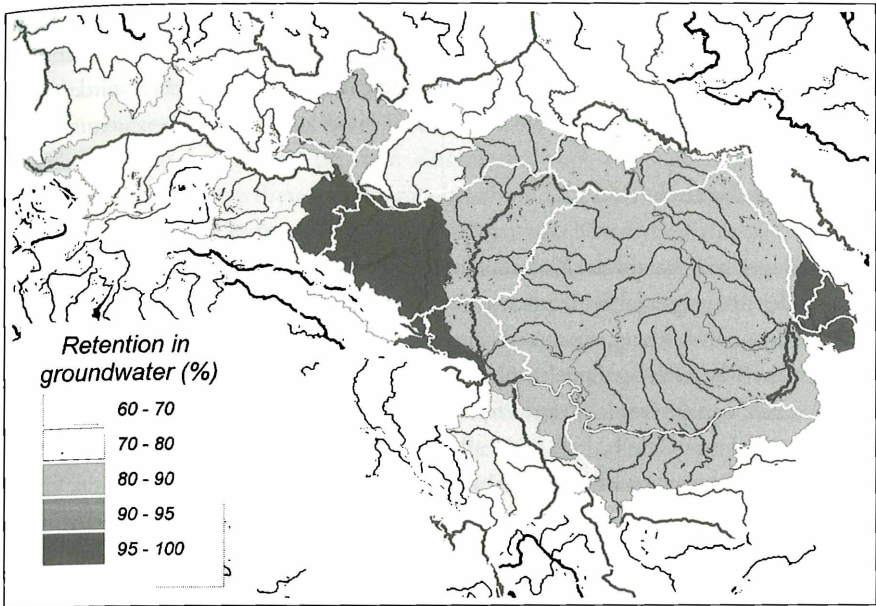 Retention in
groundwater (%)
60 - 70
70 - 80
80 - 90
90 - 95
95 - 100